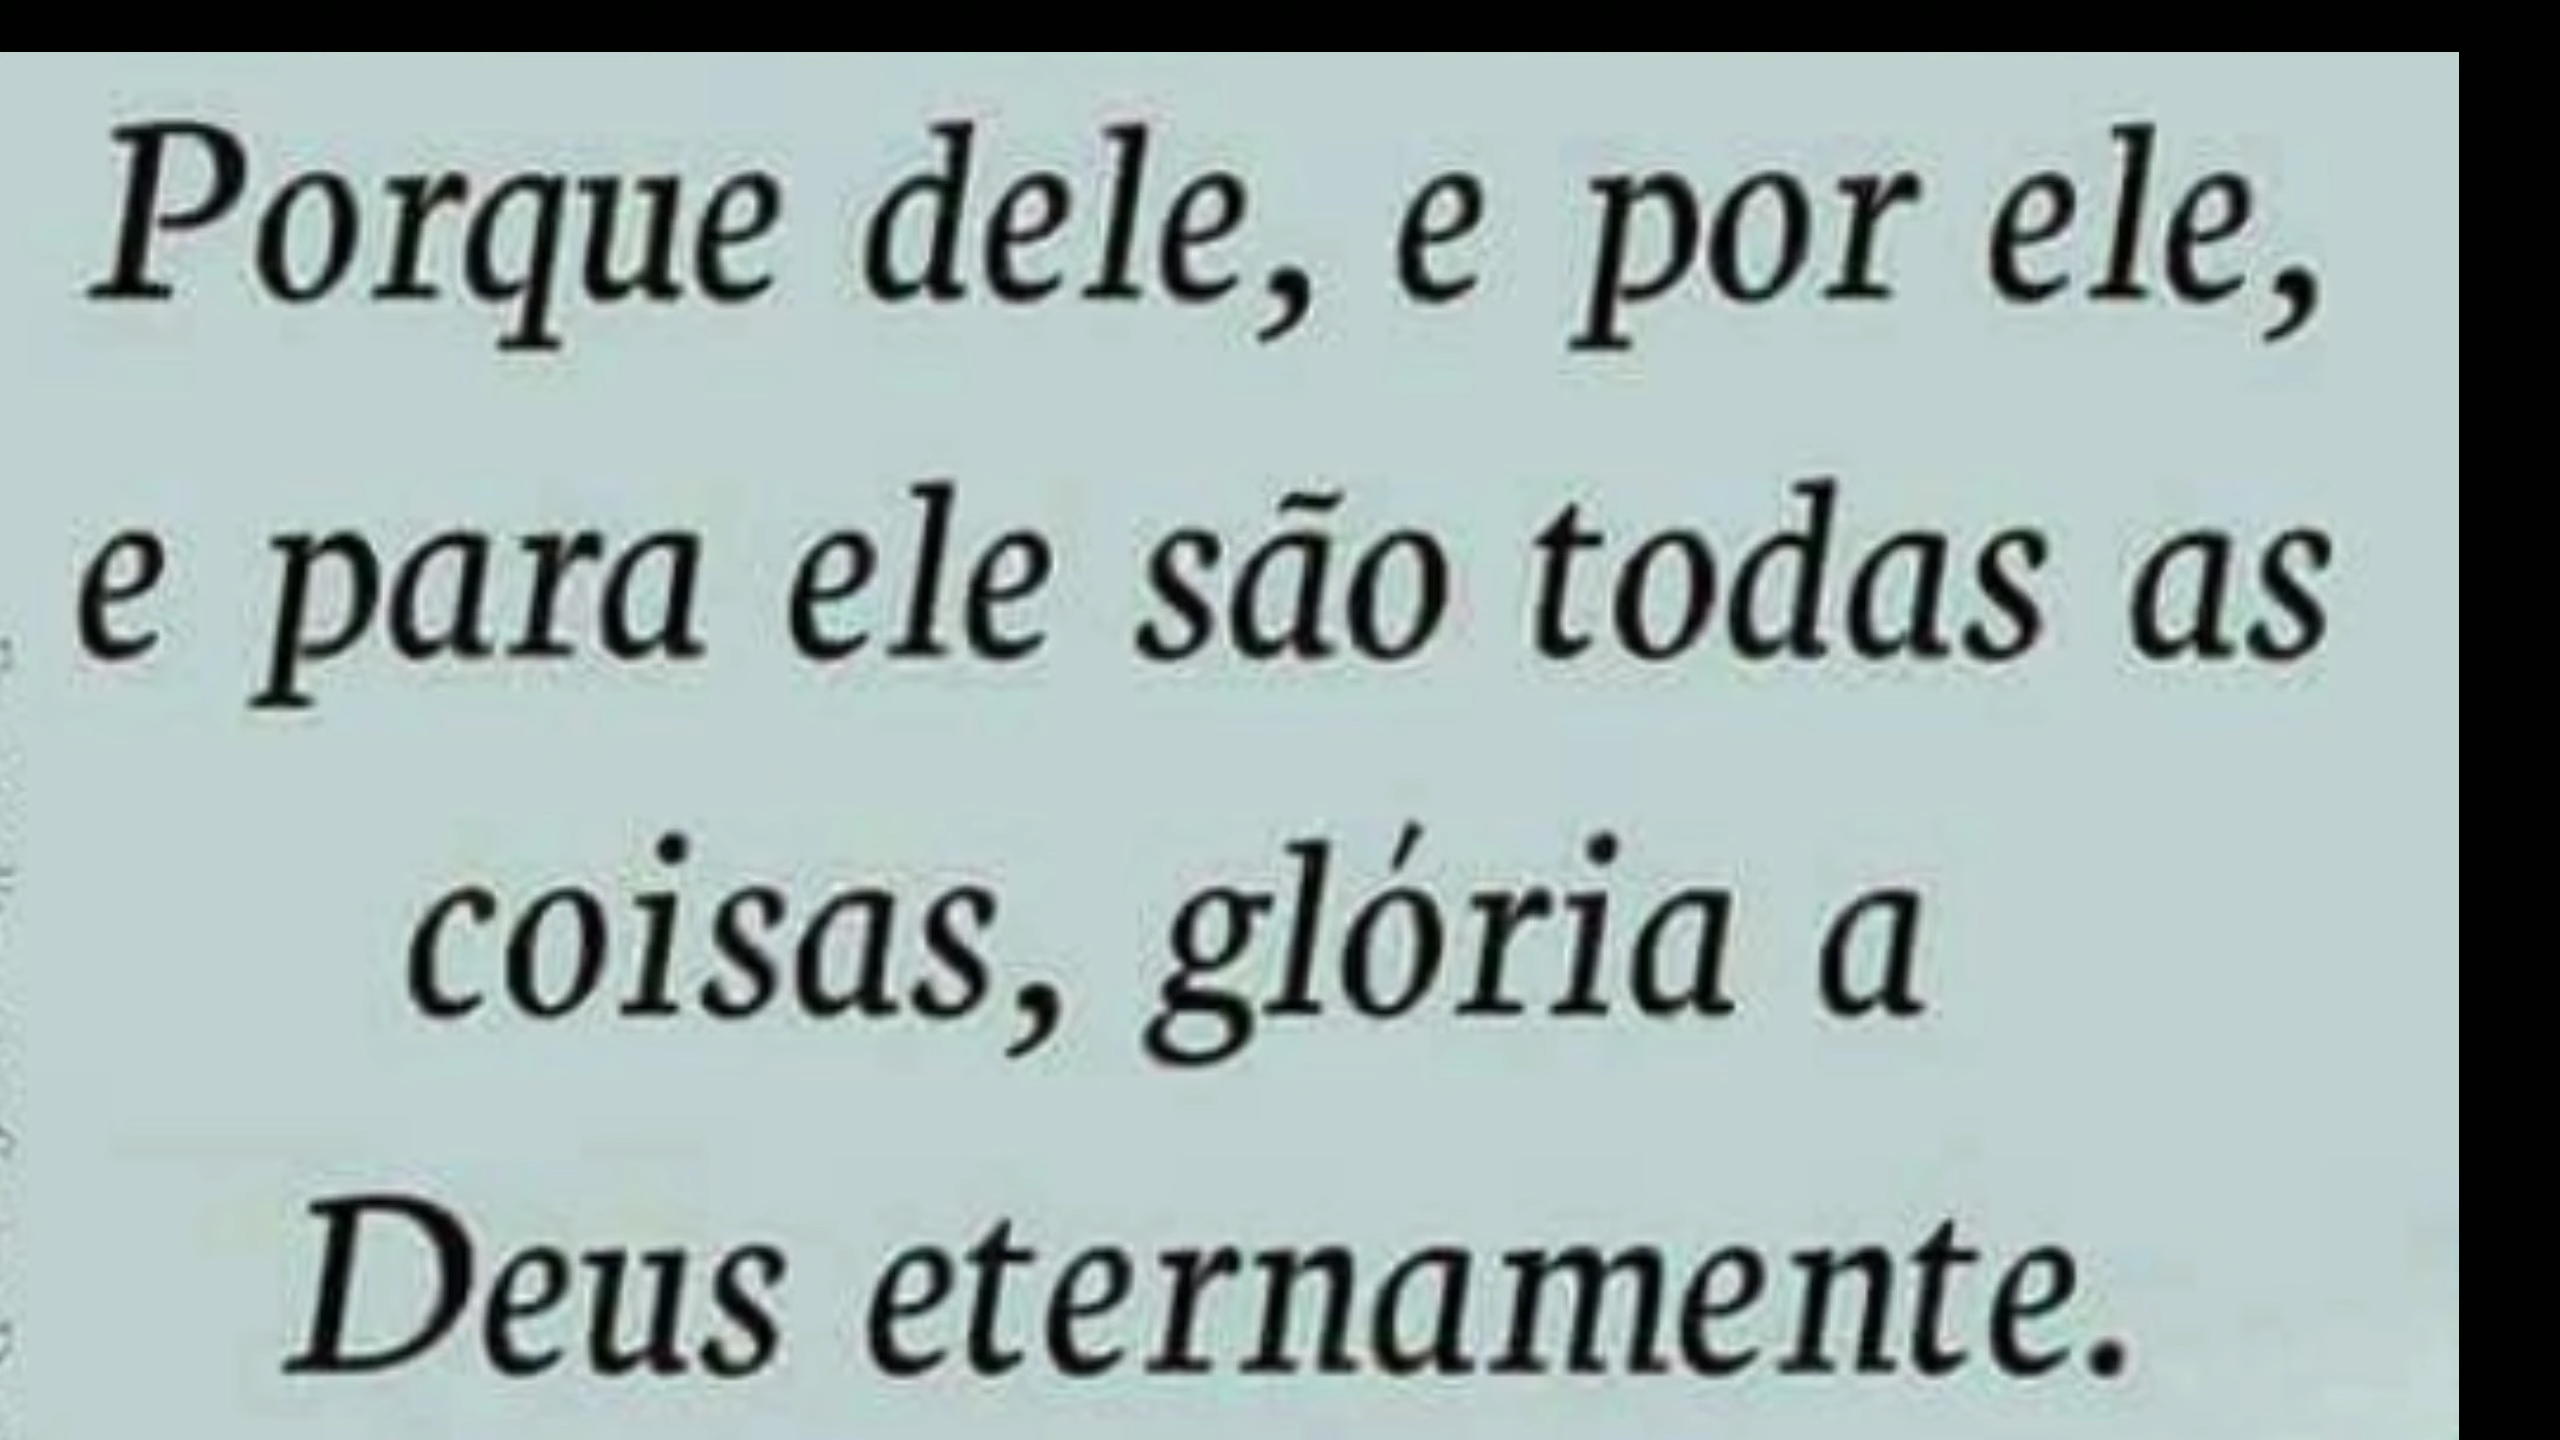 Porque dele, e por ele,
e para ele são todas as
coisas, glória a
Deus eternamente.